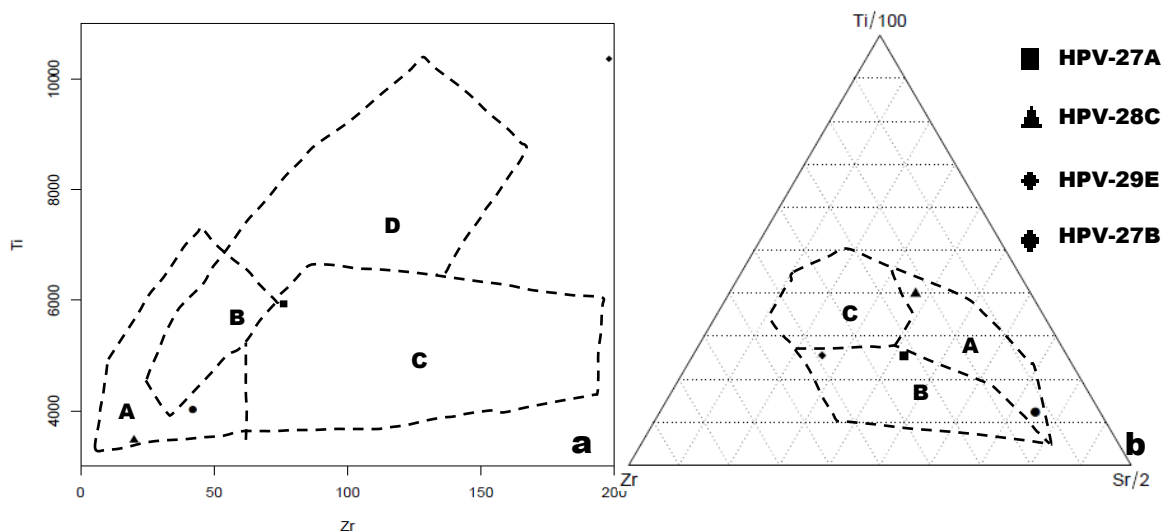 Ti
10000
8000
6000
4000
0
50
100
150
200
Zr
A
B
C
D
a
Ti/100
Zr
Sr/2
C
A
B
b
HPV-27A
HPV-28C
HPV-29E
HPV-27B